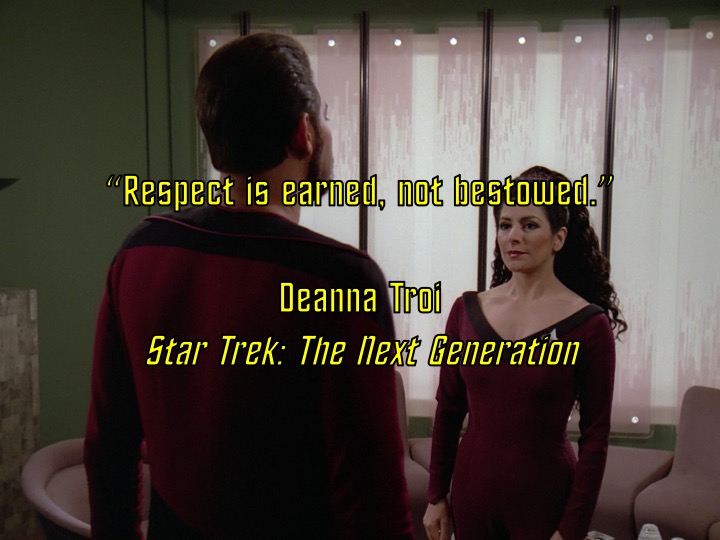 “Respect is earned, not bestowed.”
Deanna Troi
Star Trek: The Next Generation